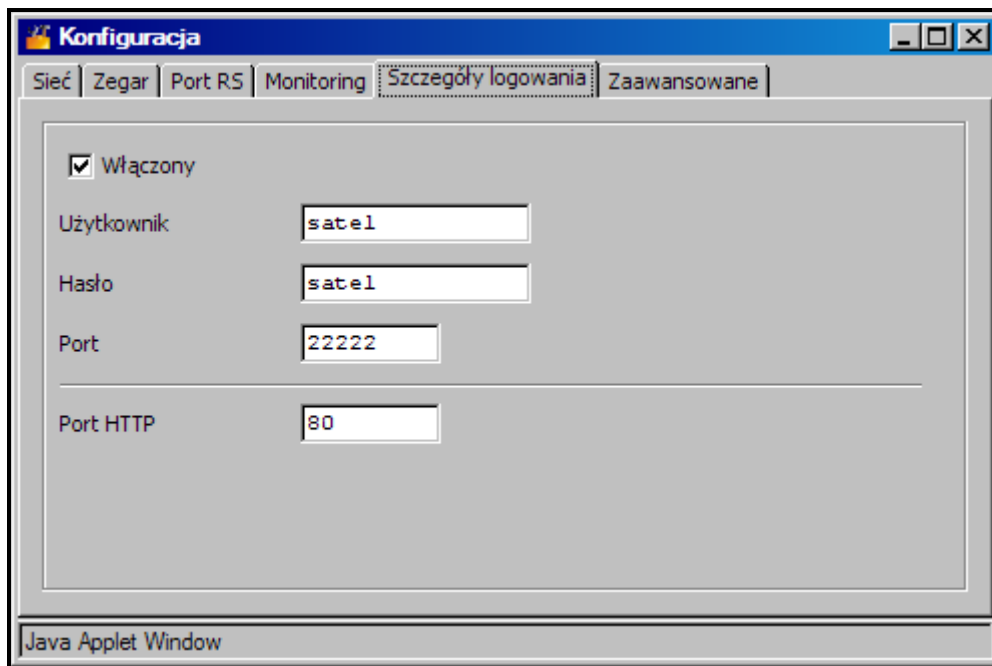 Konfiguracja
Sieć Zegar Port RS Monitoring Szczegóły logowania Zaawansowane
Włączony
Użytkownik satel
Hasło satel
Port 22222
Port HTTP 80
Java Applet Window